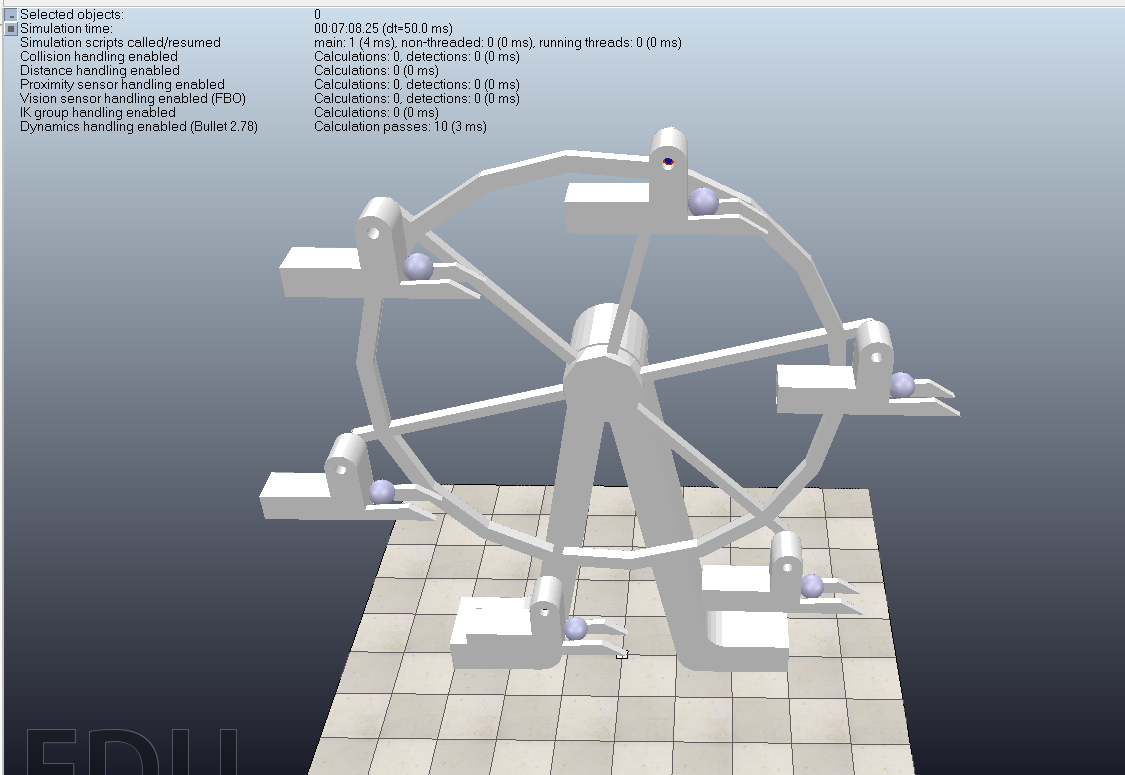 Selected objects: 0
Simulation time: 00:07:08.25 (dt=50.0 ms)
Simulation scripts called/resumed main: 1 (4 ms), non-threaded: 0 (0 ms), running threads: 0 (0 ms)
Collision handling enabled Calculations: 0, detections: 0 (0 ms)
Distance handling enabled Calculations: 0 (0 ms)
Proximity sensor handling enabled Calculations: 0, detections: 0 (0 ms)
Vision sensor handling enabled (FBO) Calculations: 0, detections: 0 (0 ms)
IK group handling enabled Calculations: 0 (0 ms)
Dynamics handling enabled (Bullet 2.78) Calculation passes: 10 (3 ms)
EDU